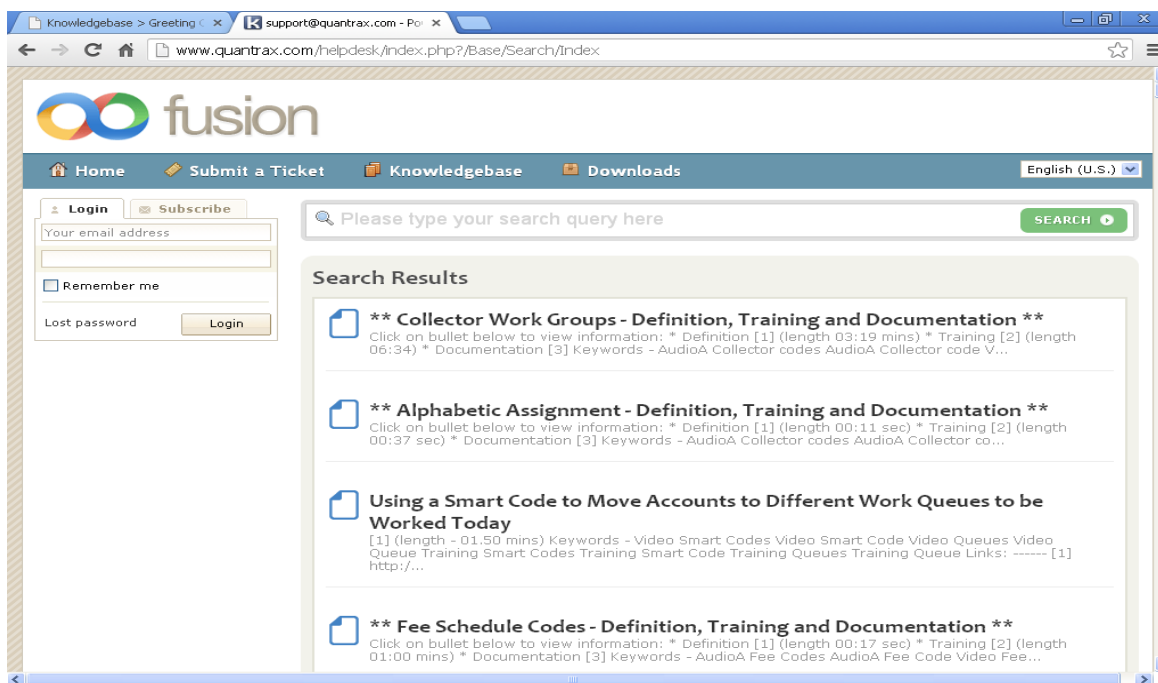 Knowledgebase > Greeting
support@quantrax.com - Po
www.quantrax.com/helpdesk/index.php?/Base/Search/Index
fusion
Home Submit a Ticket Knowledgebase Downloads English (U.S.)
Login Subscribe
Your email address
Remember me
Lost password Login
Please type your search query here SEARCH
Search Results
** Collector Work Groups - Definition, Training and Documentation **
Click on bullet below to view information: * Definition [1] (length 03:19 mins) * Training [2] (length
06:34) * Documentation [3] Keywords - AudioA Collector codes AudioA Collector code V...
** Alphabetic Assignment - Definition, Training and Documentation **
Click on bullet below to view information: * Definition [1] (length 00:11 sec) * Training [2] (length
00:37 sec) * Documentation [3] Keywords - AudioA Collector codes AudioA Collector co...
Using a Smart Code to Move Accounts to Different Work Queues to be
Worked Today
[1] (length - 01.50 mins) Keywords - Video Smart Codes Video Smart Code Video Queues Video
Queue Training Smart Codes Training Smart Code Training Queues Training Queue Links: ------ [1]
http:/...
** Fee Schedule Codes - Definition, Training and Documentation **
Click on bullet below to view information: * Definition [1] (length 00:17 sec) * Training [2] (length
01:00 mins) * Documentation [3] Keywords - AudioA Fee Codes AudioA Fee Code Video Fee...